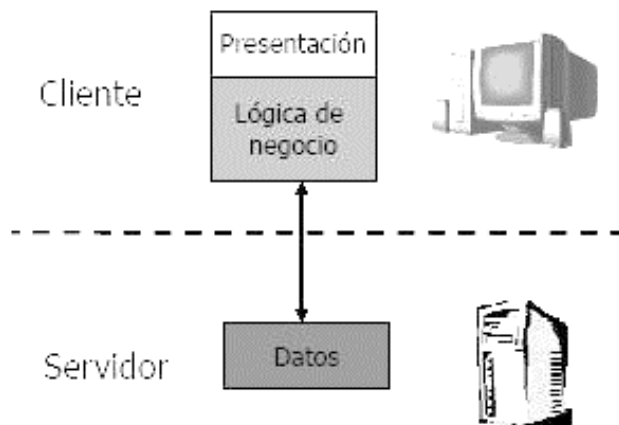 Presentación
Cliente
Lógica de
negocio
Datos
Servidor